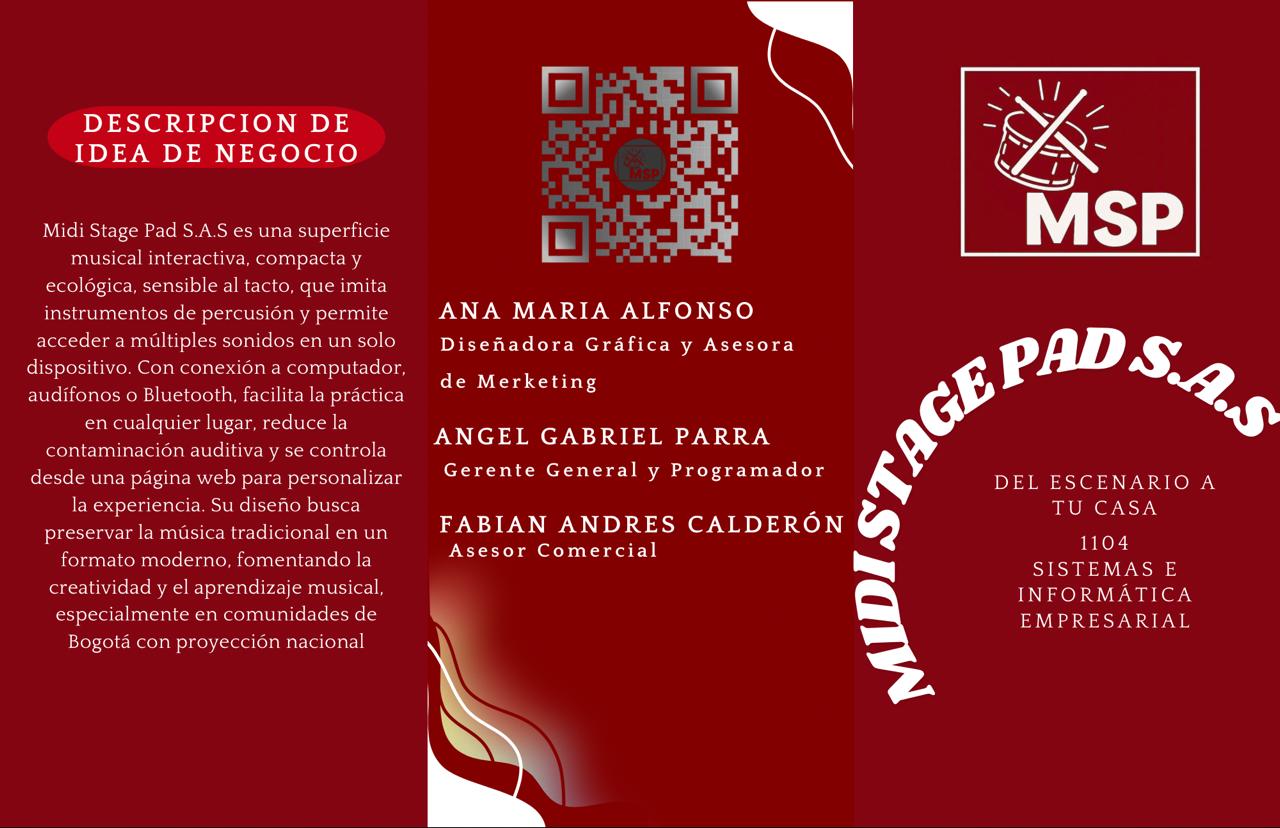 DESCRIPCION DE
IDEA DE NEGOCIO
Midi Stage Pad S.A.S es una superficie
musical interactiva, compacta y
ecológica, sensible al tacto, que imita
instrumentos de percusión y permite
acceder a múltiples sonidos en un solo
dispositivo. Con conexión a computador,
audífonos o Bluetooth, facilita la práctica
en cualquier lugar, reduce la
contaminación auditiva y se controla
desde una página web para personalizar
la experiencia. Su diseño busca
preservar la música tradicional en un
formato moderno, fomentando la
creatividad y el aprendizaje musical,
especialmente en comunidades de
Bogotá con proyección nacional
MSP
ANA MARIA ALFONSO
Diseñadora Gráfica y Asesora
de Merketing
ANGEL GABRIEL PARRA
Gerente General y Programador
FABIAN ANDRES CALDERÓN
Asesor Comercial
MSP
MIDI STAGE PAD S.A.S
DEL ESCENARIO A
TU CASA
1104
SISTEMAS E
INFORMÁTICA
EMPRESARIAL